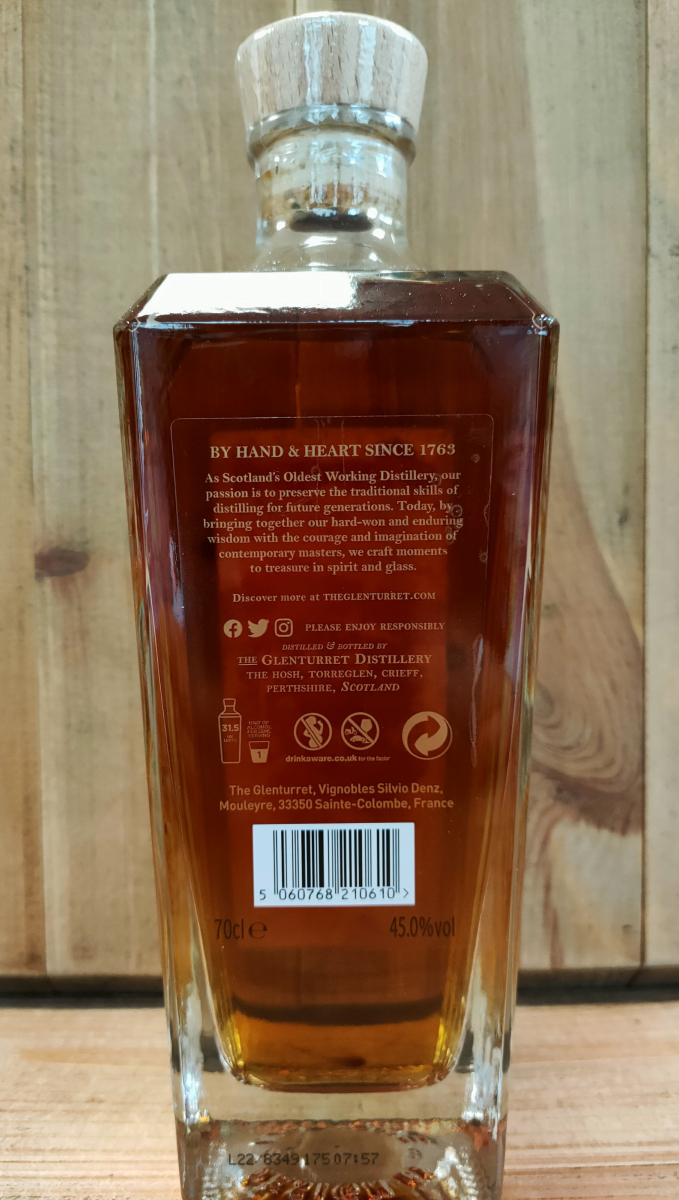 BY HAND & HEART SINCE 1763
As Scotland's Oldest Working Distillery, our
passion is to preserve the traditional skills of
distilling for future generations. Today, by
bringing together our hard-won and enduring
wisdom with the courage and imagination of
contemporary masters, we craft moments
to treasure in spirit and glass.
Discover more at THEGLENTURRET.COM
PLEASE ENJOY RESPONSIBLY
DISTILLED & BOTTLED BY
THE GLENTURRET DISTILLERY
THE HOSH, TORREGLEN, CRIEFF,
PERTHSHIRE, SCOTLAND
31.5
1
drinkaware.co.uk for the facts
The Glenturret, Vignobles Silvio Denz,
Mouleyre, 33350 Sainte-Colombe, France
5 060768 210610 >
70cl e
45.0%vol
L22 8349 175 07:57